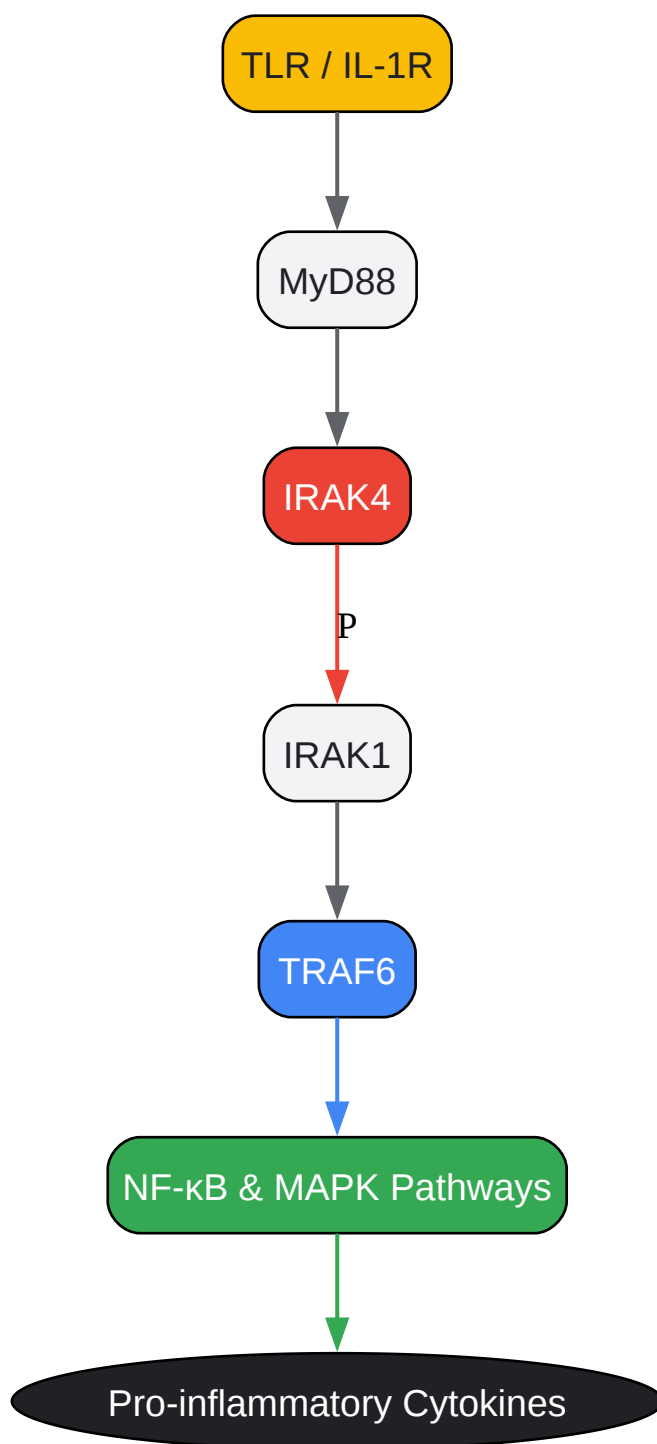 TLR / IL-1R
MyD88
IRAK4
P
IRAK1
TRAF6
NF-κB & MAPK Pathways
Pro-inflammatory Cytokines